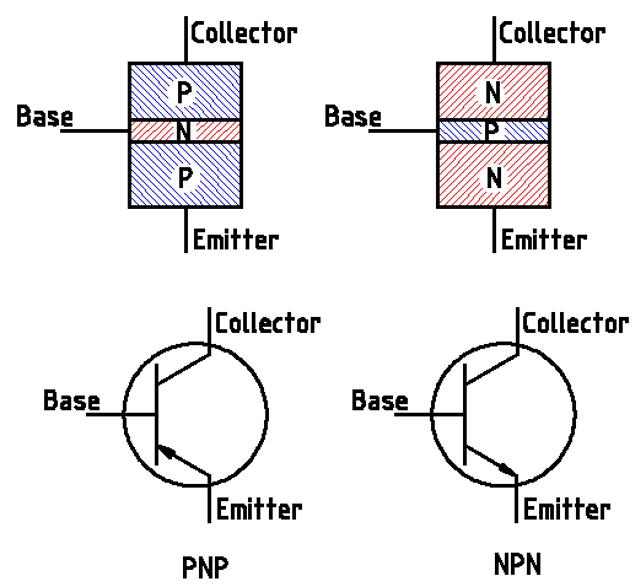 Collector
Collector
P
N
Base
Base
N
P
P
N
Emitter
Emitter
Collector
Collector
Base
Base
Emitter
Emitter
PNP
NPN